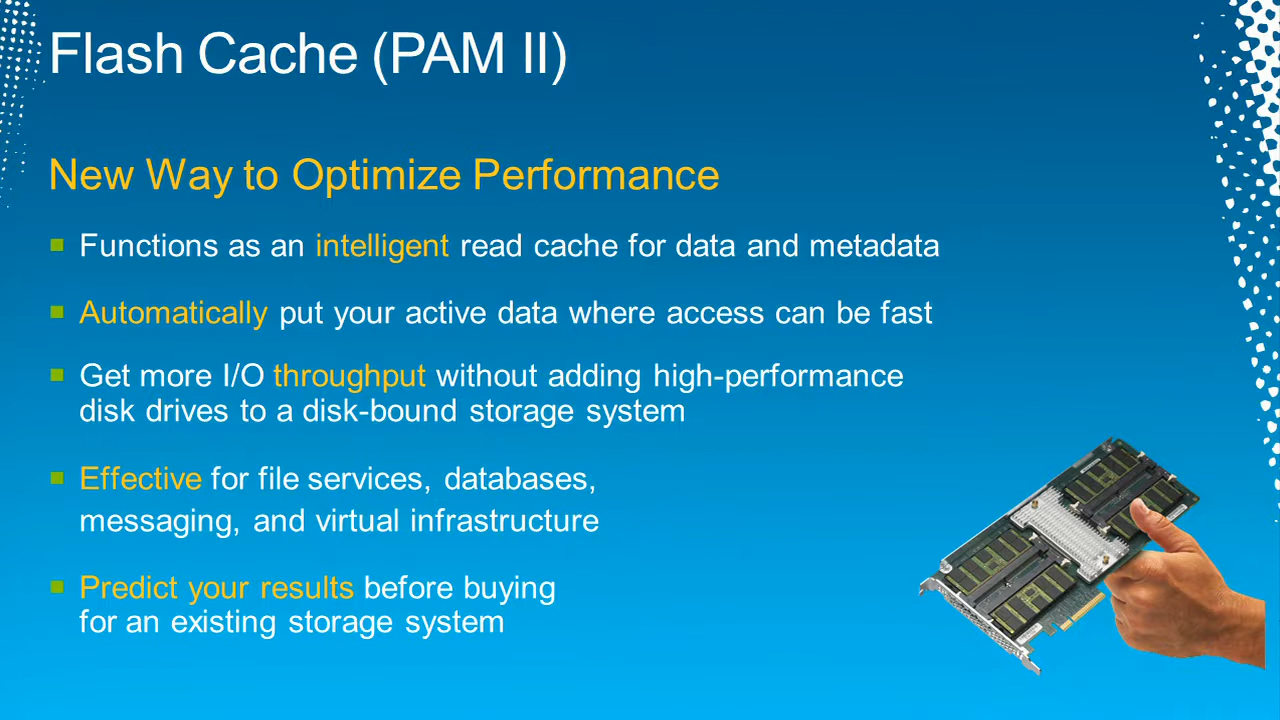 Flash Cache (PAM II)
New Way to Optimize Performance
Functions as an intelligent read cache for data and metadata
Automatically put your active data where access can be fast
Get more I/O throughput without adding high-performance
disk drives to a disk-bound storage system
Effective for file services, databases,
messaging, and virtual infrastructure
Predict your results before buying
for an existing storage system